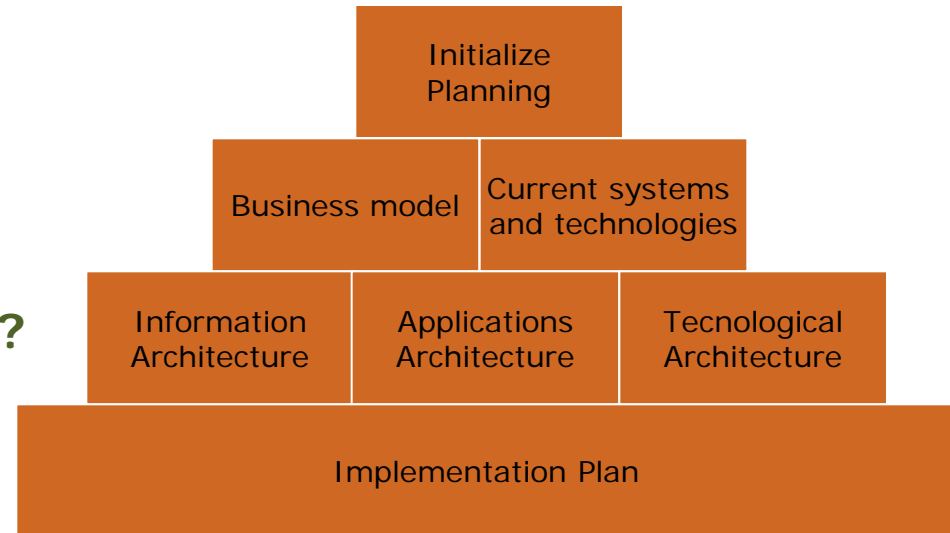 Initialize
Planning
Business model
Current systems
and technologies
?
Information
Architecture
Applications
Architecture
Tecnological
Architecture
Implementation Plan